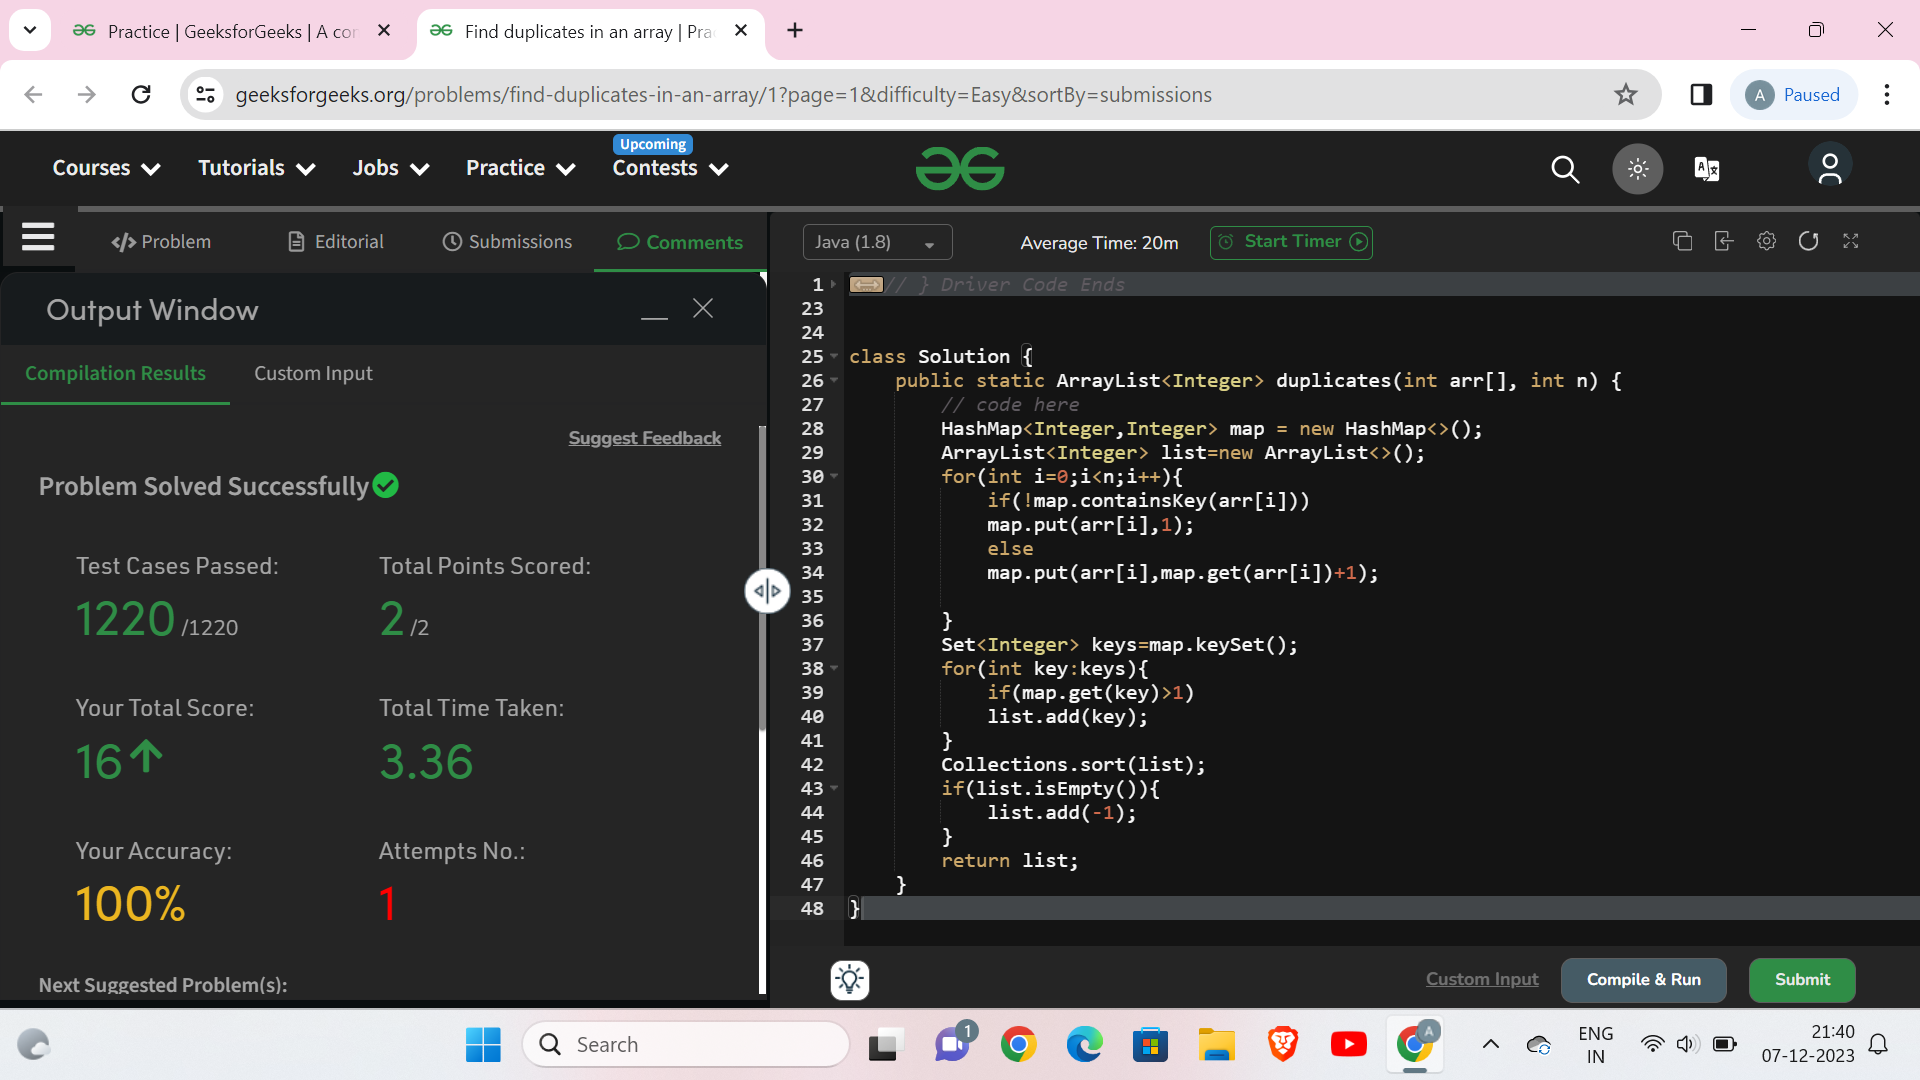 Practice | GeeksforGeeks | A co
Find duplicates in an array | Pra
geeksforgeeks.org/problems/find-duplicates-in-an-array/1?page=1&difficulty=Easy&sortBy=submissions
A Paused
Courses
Tutorials
Jobs
Practice
Upcoming
Contests
Problem
Editorial
Submissions
Comments
Java (1.8)
Average Time: 20m
Start Timer
Output Window
Compilation Results
Custom Input
Suggest Feedback
Problem Solved Successfully
Test Cases Passed:
Total Points Scored:
1220 /1220
2 /2
Your Total Score:
Total Time Taken:
16
3.36
Your Accuracy:
Attempts No.:
100%
1
Next Suggested Problem(s):
1 // } Driver Code Ends
23
24
25 class Solution {
26 public static ArrayList<Integer> duplicates(int arr[], int n) {
27 // code here
28 HashMap<Integer,Integer> map = new HashMap<>();
29 ArrayList<Integer> list=new ArrayList<>();
30 for(int i=0;i<n;i++){
31 if(!map.containsKey(arr[i]))
32 map.put(arr[i],1);
33 else
34 map.put(arr[i],map.get(arr[i])+1);
35
36 }
37 Set<Integer> keys=map.keySet();
38 for(int key:keys){
39 if(map.get(key)>1)
40 list.add(key);
41 }
42 Collections.sort(list);
43 if(list.isEmpty()){
44 list.add(-1);
45 }
46 return list;
47 }
48 }
Custom Input
Compile & Run
Submit
Search
1
A
ENG
IN
21:40
07-12-2023